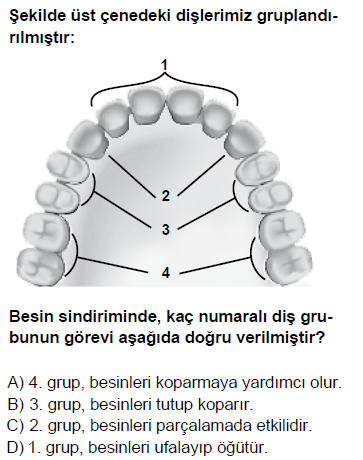 Şekilde üst çenedeki dişlerimiz gruplandı-
rılmıştır:
1
2
3
4
Besin sindiriminde, kaç numaralı diş gru-
bunun görevi aşağıda doğru verilmiştir?
A) 4. grup, besinleri koparmaya yardımcı olur.
B) 3. grup, besinleri tutup koparır.
C) 2. grup, besinleri parçalamada etkilidir.
D) 1. grup, besinleri ufalayıp öğütür.